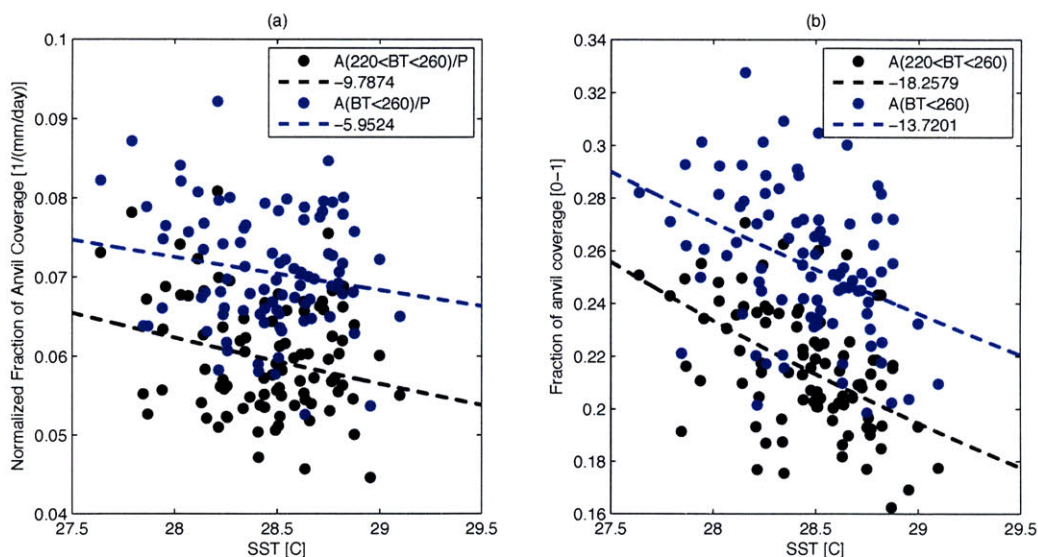 (a)
Normalized Fraction of Anvil Coverage [1/(mm/day)]
0.1
0.09
0.08
0.07
0.06
0.05
0.04
A(220<BT<260)/P
−9.7874
A(BT<260)/P
−5.9524
27.5 28 28.5 29 29.5
SST [C]
(b)
Fraction of anvil coverage [0−1]
0.34
0.32
0.3
0.28
0.26
0.24
0.22
0.2
0.18
0.16
A(220<BT<260)
−18.2579
A(BT<260)
−13.7201
27.5 28 28.5 29 29.5
SST [C]